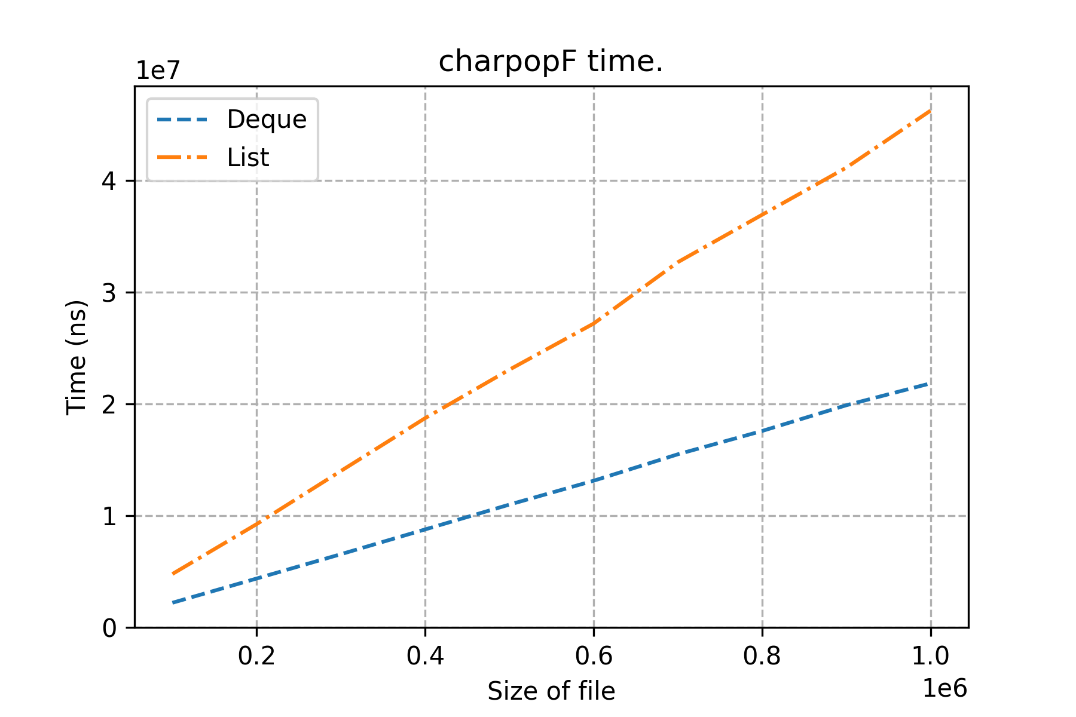 charpopF time.
1e7
Deque
List
4
3
2
1
0
Time (ns)
0.2 0.4 0.6 0.8 1.0
Size of file
1e6